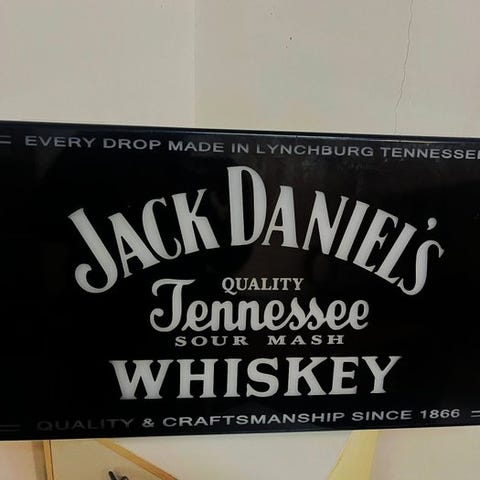 EVERY DROP MADE IN LYNCHBURG TENNESSEE
JACK DANIEL'S
QUALITY
Tennessee
SOUR MASH
WHISKEY
QUALITY & CRAFTSMANSHIP SINCE 1866